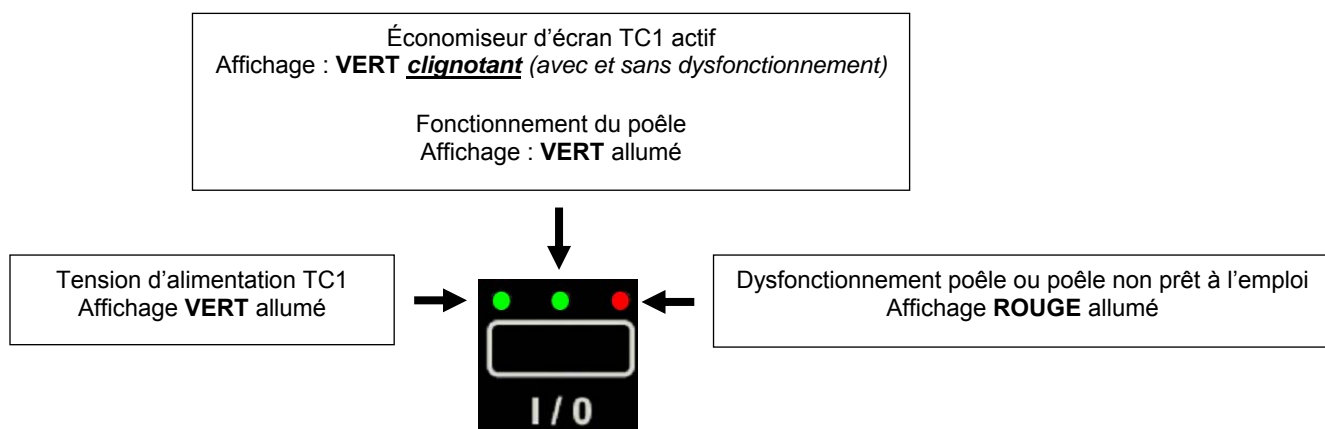 Économiseur d’écran TC1 actif
Affichage : VERT clignotant (avec et sans dysfonctionnement)
Fonctionnement du poêle
Affichage : VERT allumé
Tension d’alimentation TC1
Affichage VERT allumé
Dysfonctionnement poêle ou poêle non prêt à l’emploi
Affichage ROUGE allumé
I / 0